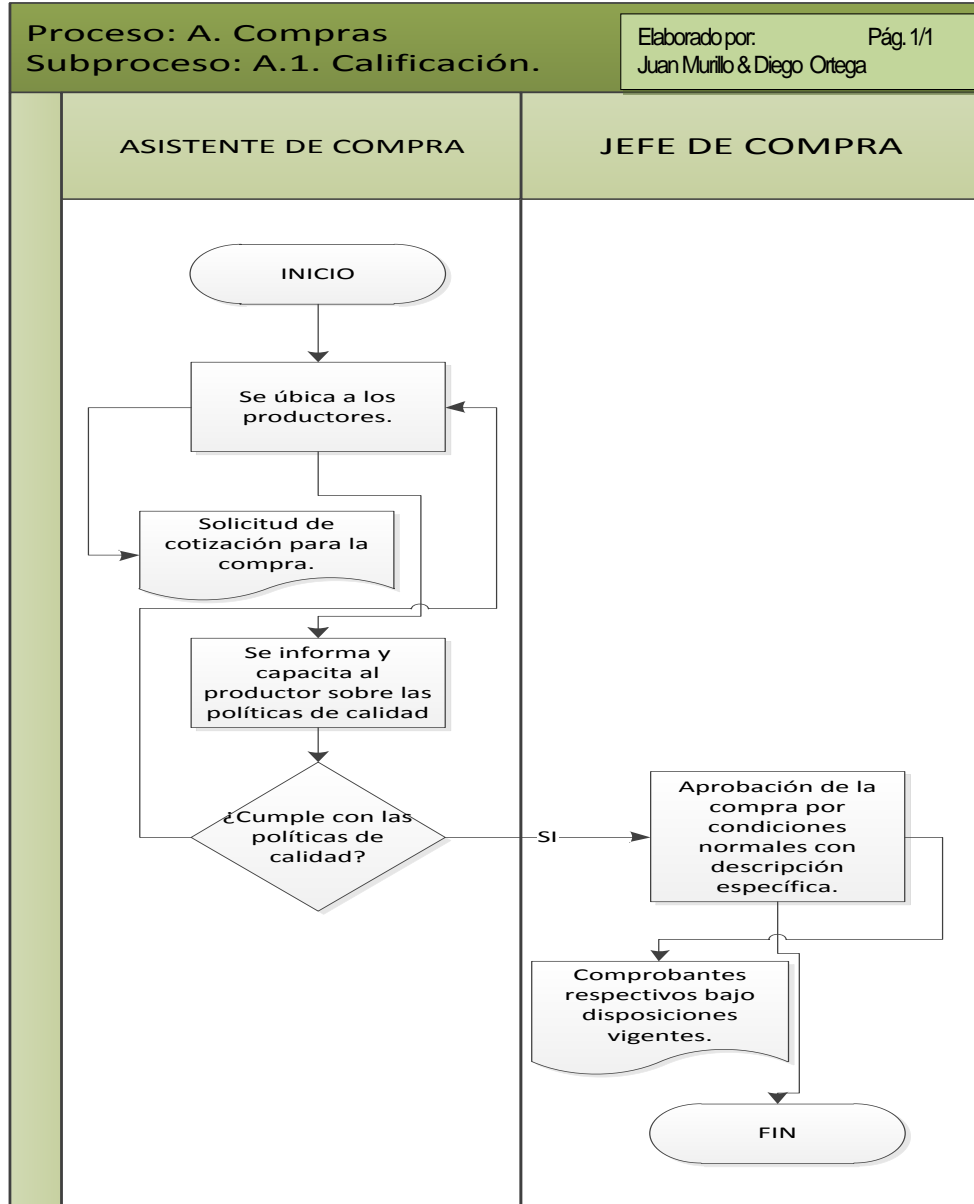 Proceso: A. Compras
Subproceso: A.1. Calificación.
Elaborado por: Pág. 1/1
Juan Murillo & Diego Ortega
ASISTENTE DE COMPRA
JEFE DE COMPRA
INICIO
Se úbica a los
productores.
Solicitud de
cotización para la
compra.
Se informa y
capacita al
productor sobre las
políticas de calidad
¿Cumple con las
políticas de
calidad?
SI
Aprobación de la
compra por
condiciones
normales con
descripción
específica.
Comprobantes
respectivos bajo
disposiciones
vigentes.
FIN